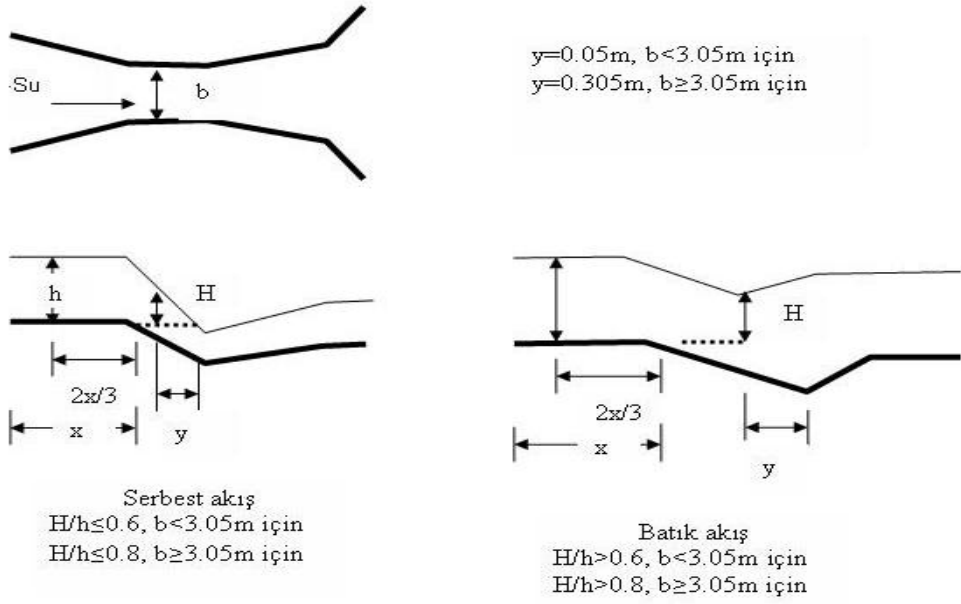 -Su
b
y=0.05m, b<3.05m için
y=0.305m, b≥3.05m için
h
H
2x/3
x
y
Serbest akış
H/h≤0.6, b<3.05m için
H/h≤0.8, b≥3.05m için
H
2x/3
x
y
Batık akış
H/h>0.6, b<3.05m için
H/h>0.8, b≥3.05m için